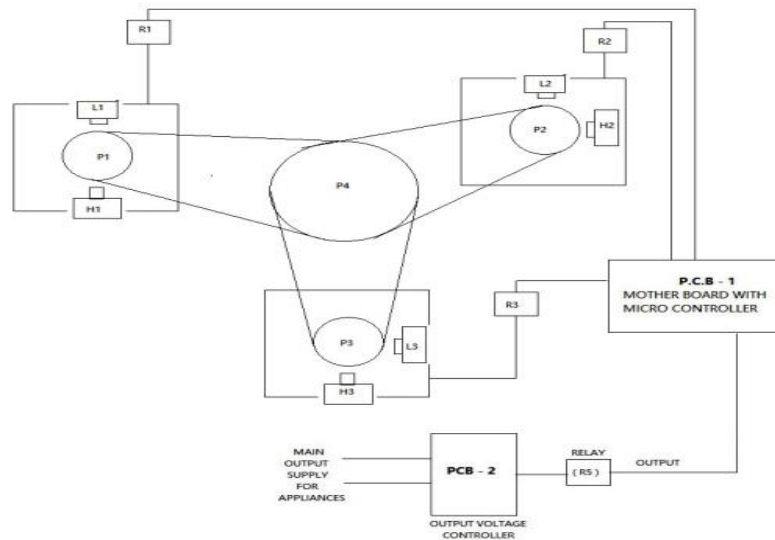 R1
R2
L1
L2
P1
P2
H2
P4
H1
P.C.B - 1
MOTHER BOARD WITH
MICRO CONTROLLER
R3
P3
L3
H3
MAIN
OUTPUT
SUPPLY
FOR
APPLIANCES
PCB - 2
RELAY
( R5 )
OUTPUT
OUTPUT VOLTAGE
CONTROLLER